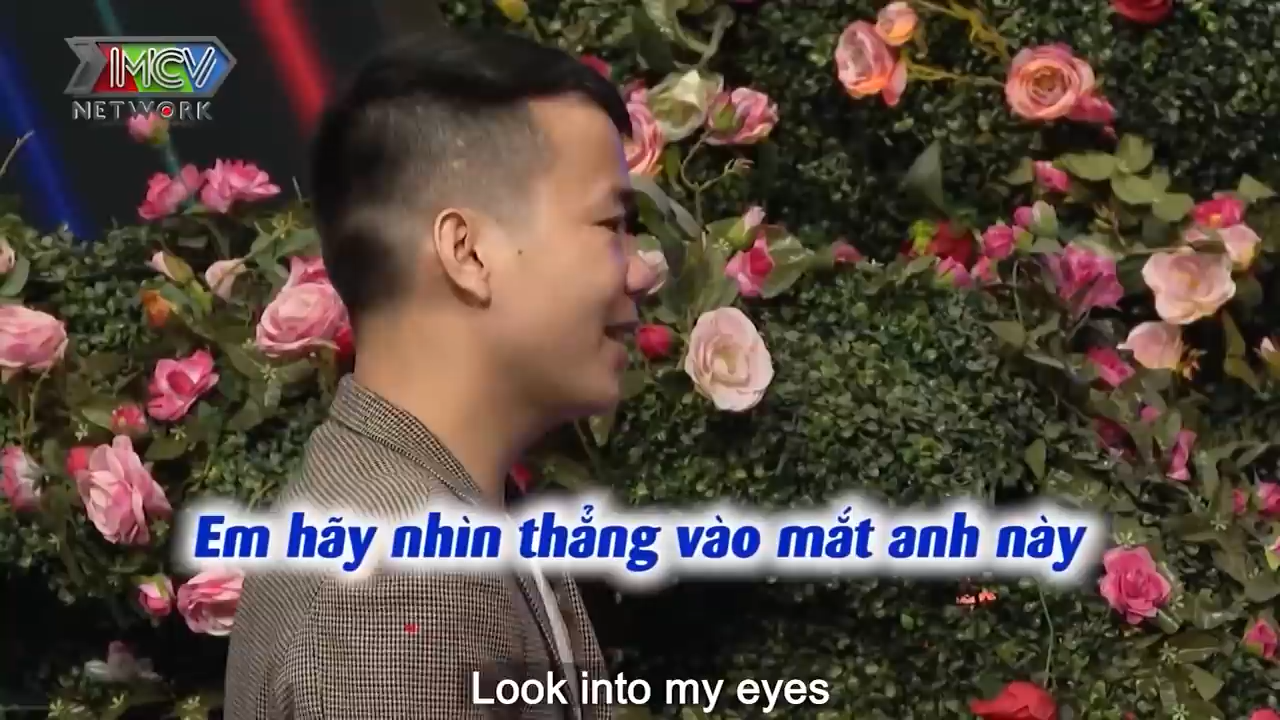 MCV
NETWORK
Em hãy nhìn thẳng vào mắt anh này
Look into my eyes